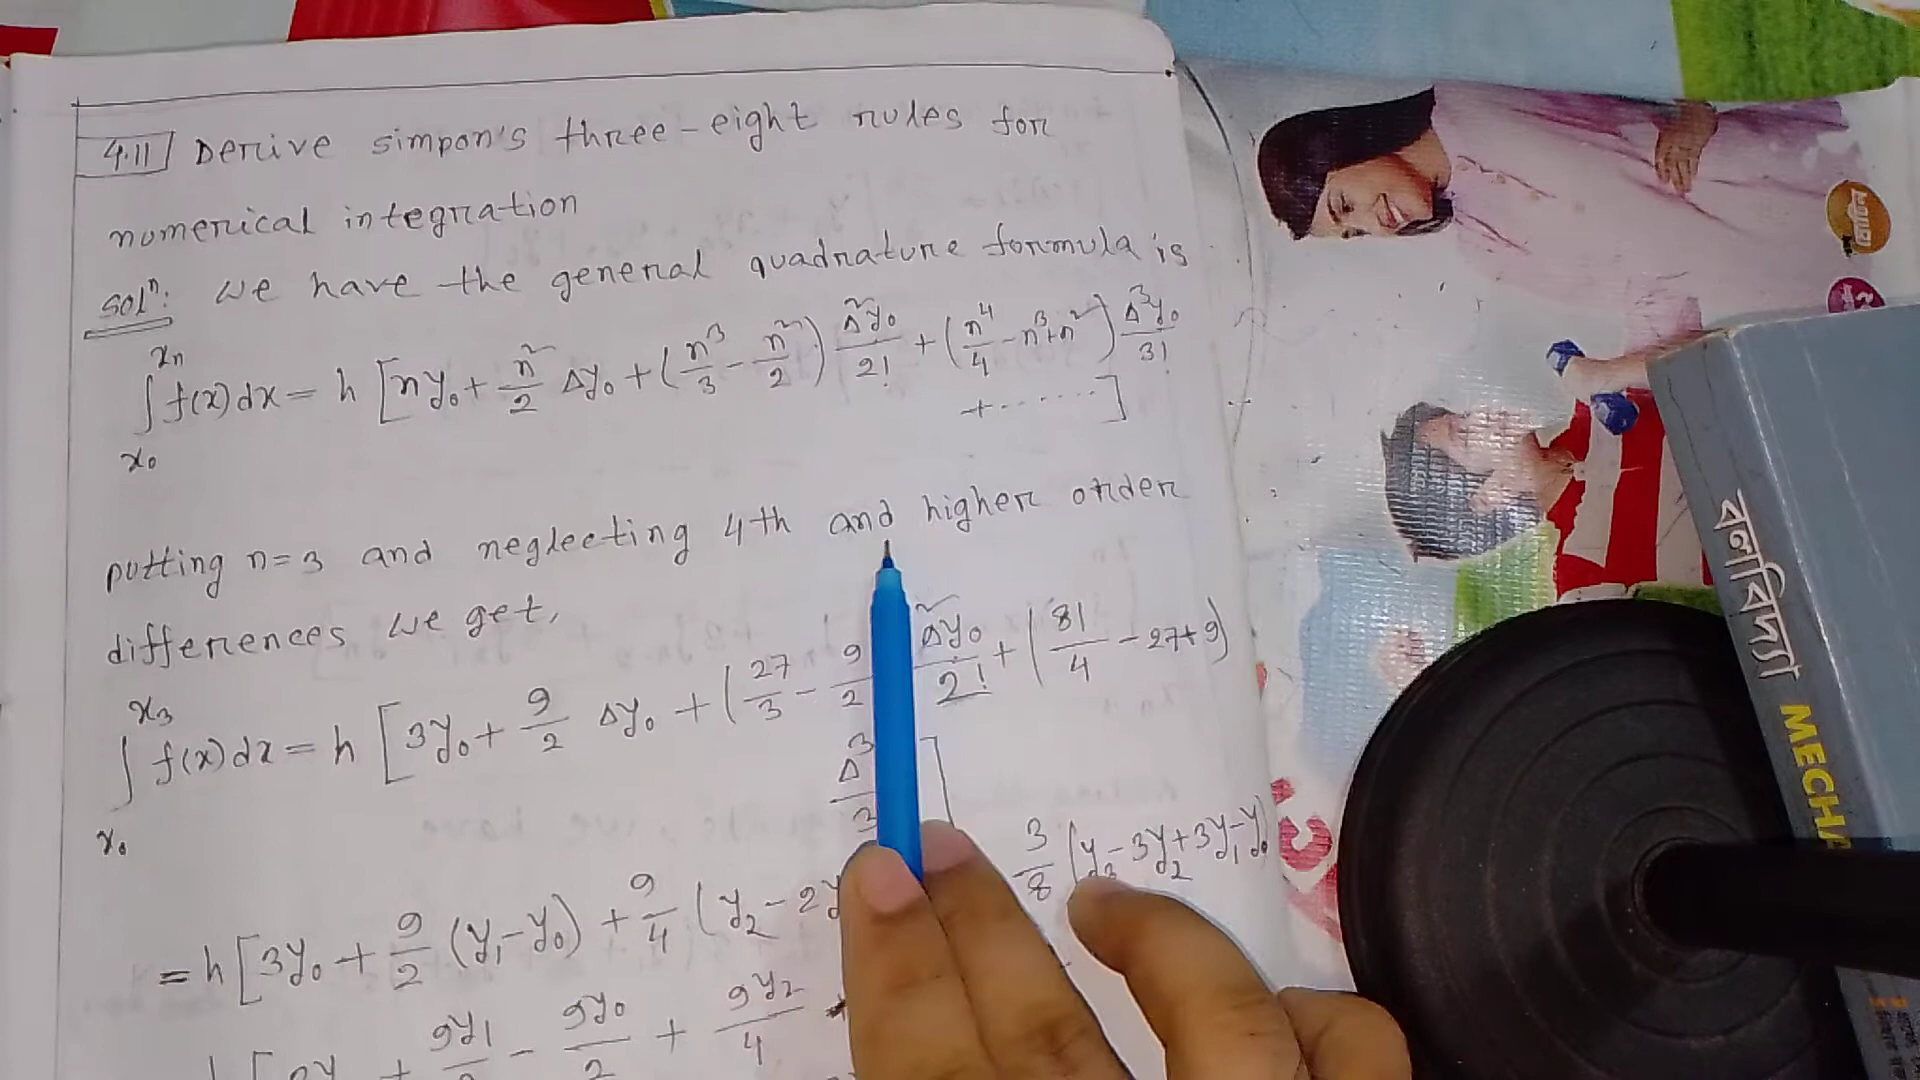 4.11 Derive simpon's three-eight rules for
numerical integration
Solⁿ: we have the general quadrature formula is
∫_{x₀}^{xₙ} f(x)dx = h [ny₀ + n²/2 Δy₀ + (n³/3 - n²/2) Δ²y₀/2! + (n⁴/4 - n³+n²) Δ³y₀/3!
+ ......]
putting n=3 and neglecting 4th and higher order
differences we get,
∫_{x₀}^{x₃} f(x)dx = h [3y₀ + 9/2 Δy₀ + (27/3 - 9/2 Δ²y₀/2! + (81/4 - 27+9)
Δ³/3 ]
= h[3y₀ + 9/2 (y₁-y₀) + 9/4 (y₂ - 2y 3/8 (y₃-3y₂+3y₁-y₀
9y₁ - 9y₀/2 + 9y₂/4
বলবিদ্যা MECHA